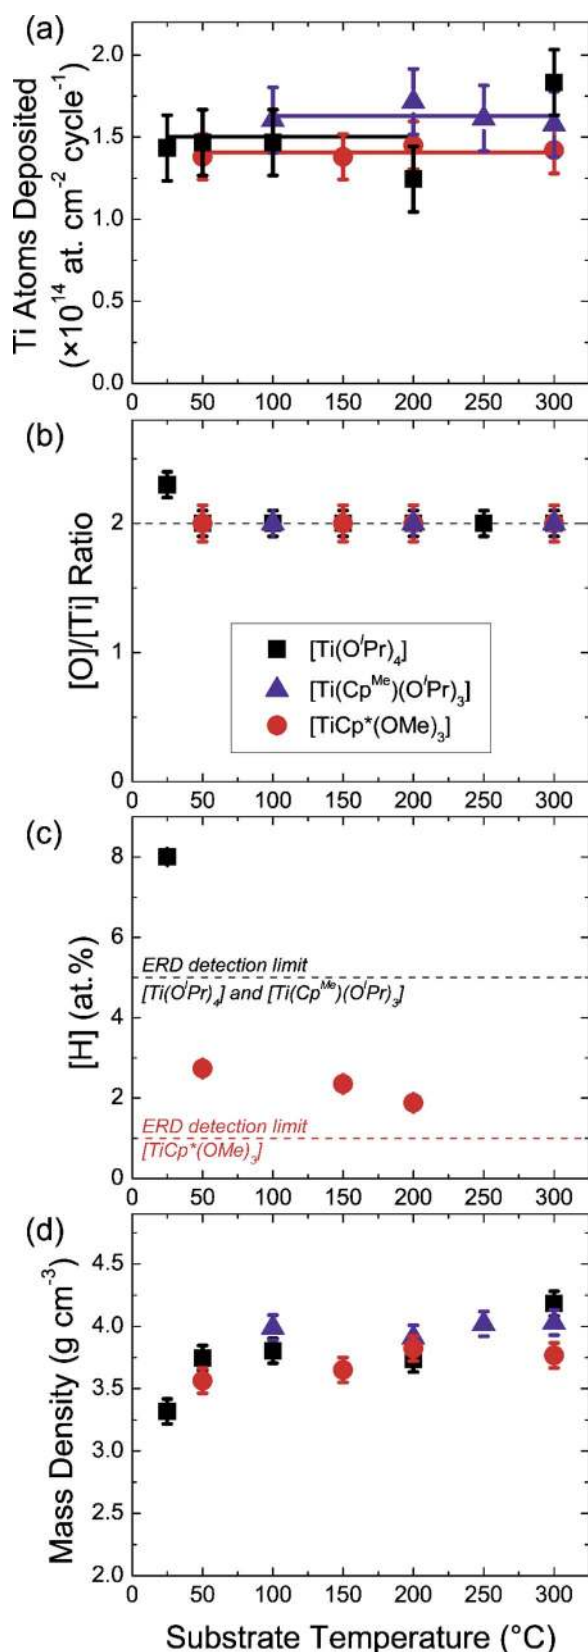 (a)
Ti Atoms Deposited
(×10¹⁴ at. cm⁻² cycle⁻¹)
2.0
1.5
1.0
0.5
0.0
0 50 100 150 200 250 300
(b)
[O]/[Ti] Ratio
2
1
0
[Ti(OⁱPr)₄]
[Ti(Cpᴹᵉ)(OⁱPr)₃]
[TiCp*(OMe)₃]
0 50 100 150 200 250 300
(c)
[H] (at.%)
8
6
4
2
0
ERD detection limit
[Ti(OⁱPr)₄] and [Ti(Cpᴹᵉ)(OⁱPr)₃]
ERD detection limit
[TiCp*(OMe)₃]
0 50 100 150 200 250 300
(d)
Mass Density (g cm⁻³)
4.5
4.0
3.5
3.0
2.5
2.0
0 50 100 150 200 250 300
Substrate Temperature (°C)